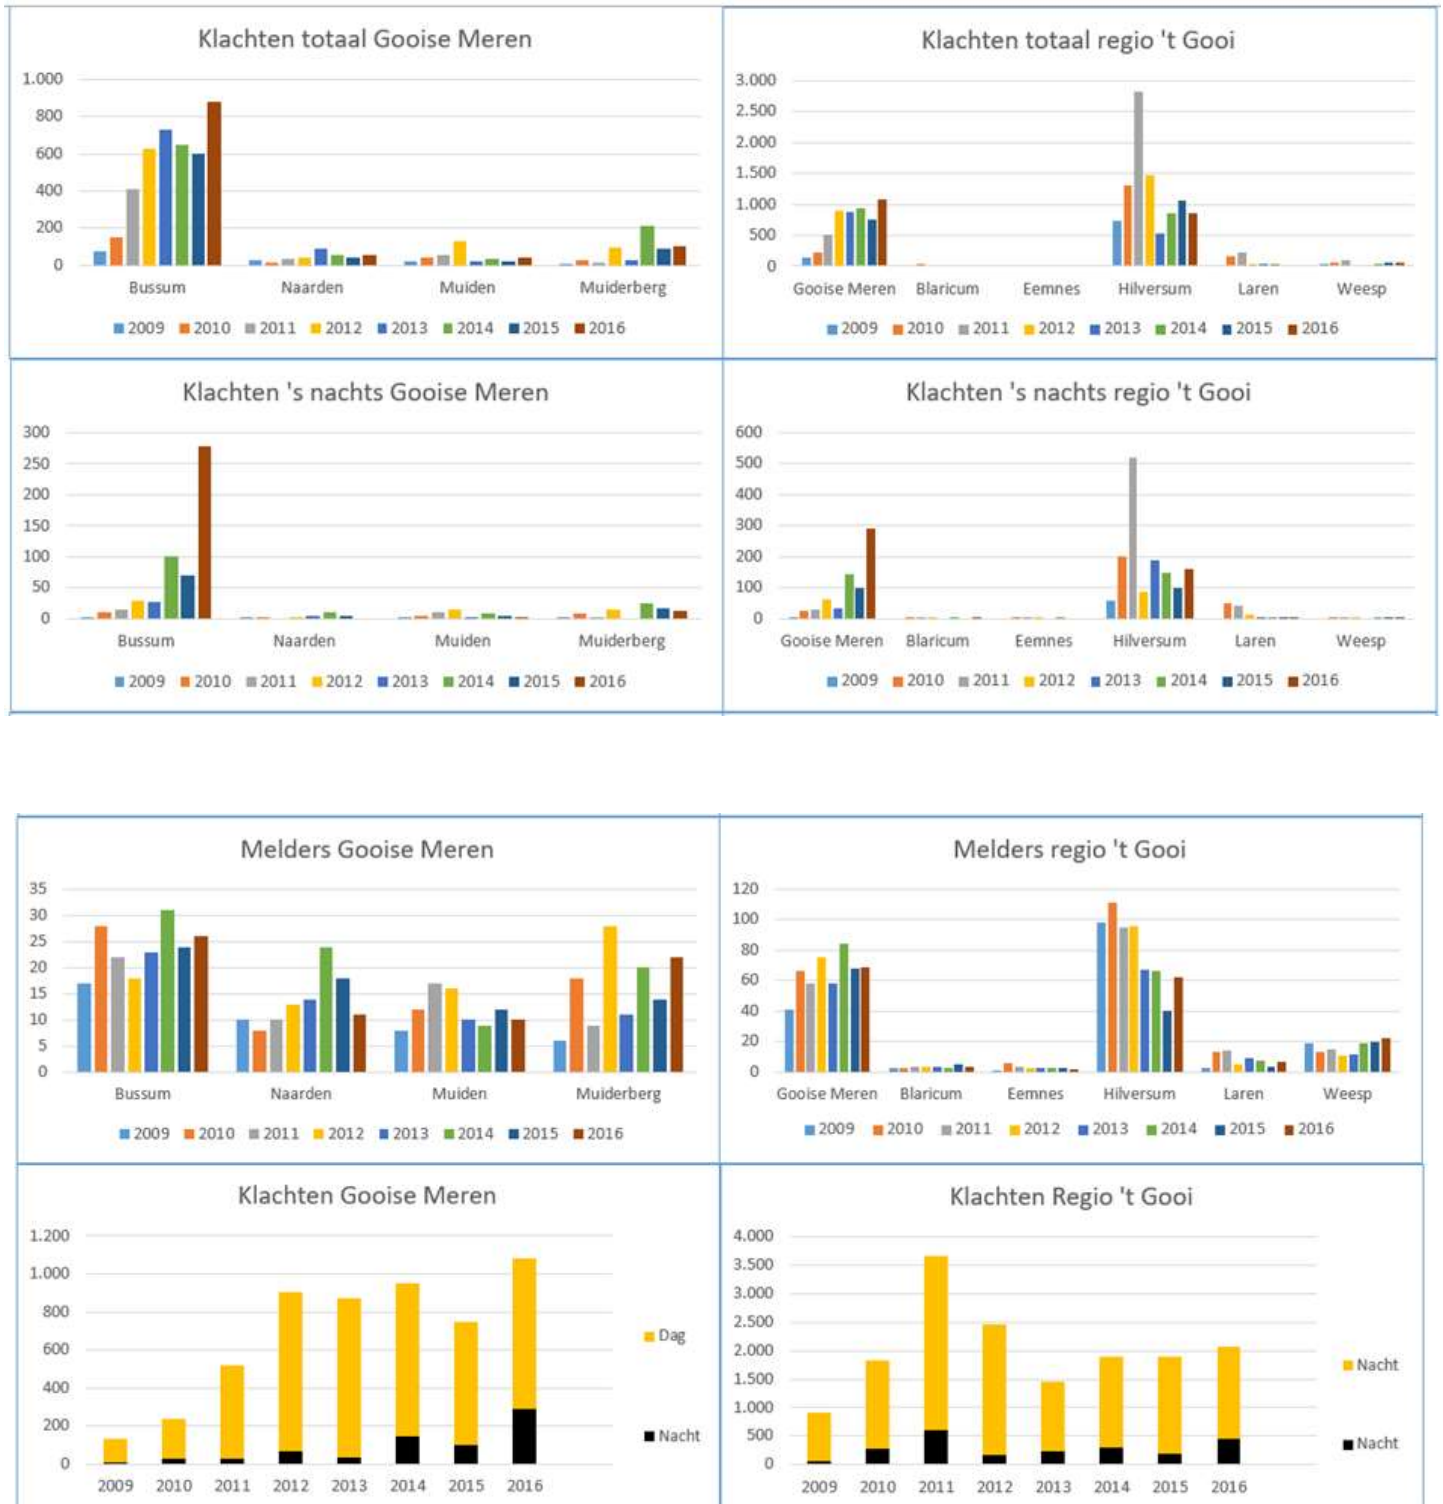 Klachten totaal Gooise Meren
1.000
800
600
400
200
0
Bussum Naarden Muiden Muiderberg
2009 2010 2011 2012 2013 2014 2015 2016
Klachten totaal regio 't Gooi
3.000
2.500
2.000
1.500
1.000
500
0
Gooise Meren Blaricum Eemnes Hilversum Laren Weesp
2009 2010 2011 2012 2013 2014 2015 2016
Klachten 's nachts Gooise Meren
300
250
200
150
100
50
0
Bussum Naarden Muiden Muiderberg
2009 2010 2011 2012 2013 2014 2015 2016
Klachten 's nachts regio 't Gooi
600
500
400
300
200
100
0
Gooise Meren Blaricum Eemnes Hilversum Laren Weesp
2009 2010 2011 2012 2013 2014 2015 2016
Melders Gooise Meren
35
30
25
20
15
10
5
0
Bussum Naarden Muiden Muiderberg
2009 2010 2011 2012 2013 2014 2015 2016
Melders regio 't Gooi
120
100
80
60
40
20
0
Gooise Meren Blaricum Eemnes Hilversum Laren Weesp
2009 2010 2011 2012 2013 2014 2015 2016
Klachten Gooise Meren
1.200
1.000
800
600
400
200
0
2009 2010 2011 2012 2013 2014 2015 2016
Dag
Nacht
Klachten Regio 't Gooi
4.000
3.500
3.000
2.500
2.000
1.500
1.000
500
0
2009 2010 2011 2012 2013 2014 2015 2016
Nacht
Nacht